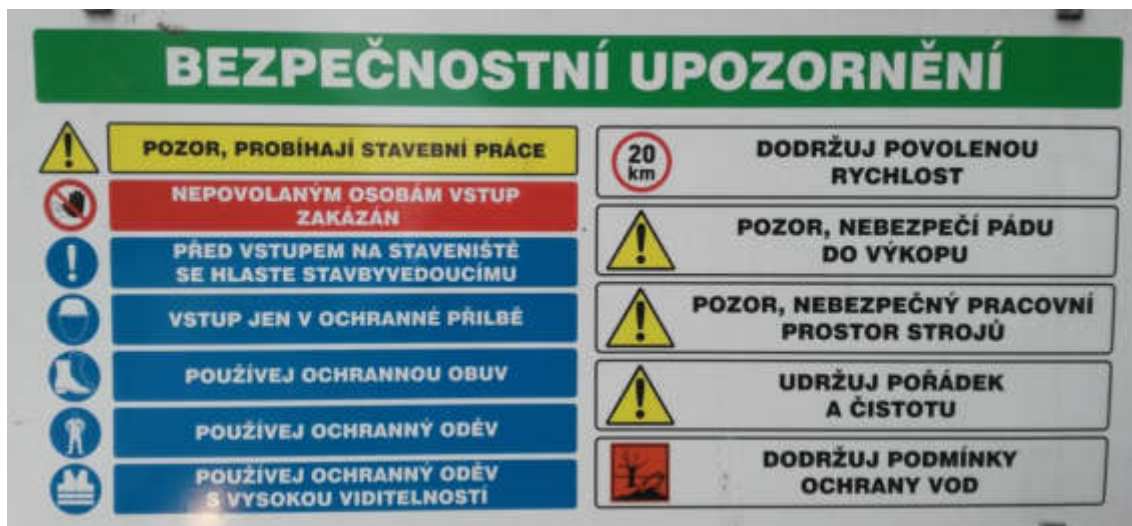 BEZPEČNOSTNÍ UPOZORNĚNÍ
POZOR, PROBÍHAJÍ STAVEBNÍ PRÁCE
NEPOVOLANÝM OSOBÁM VSTUP
ZAKÁZÁN
PŘED VSTUPEM NA STAVENIŠTĚ
SE HLASTE STAVBYVEDOUCÍMU
VSTUP JEN V OCHRANNÉ PŘILBĚ
POUŽÍVEJ OCHRANNOU OBUV
POUŽÍVEJ OCHRANNÝ ODĚV
POUŽÍVEJ OCHRANNÝ ODĚV
S VYSOKOU VIDITELNOSTÍ
20
km
DODRŽUJ POVOLENOU
RYCHLOST
POZOR, NEBEZPEČÍ PÁDU
DO VÝKOPU
POZOR, NEBEZPEČNÝ PRACOVNÍ
PROSTOR STROJŮ
UDRŽUJ POŘÁDEK
A ČISTOTU
DODRŽUJ PODMÍNKY
OCHRANY VOD